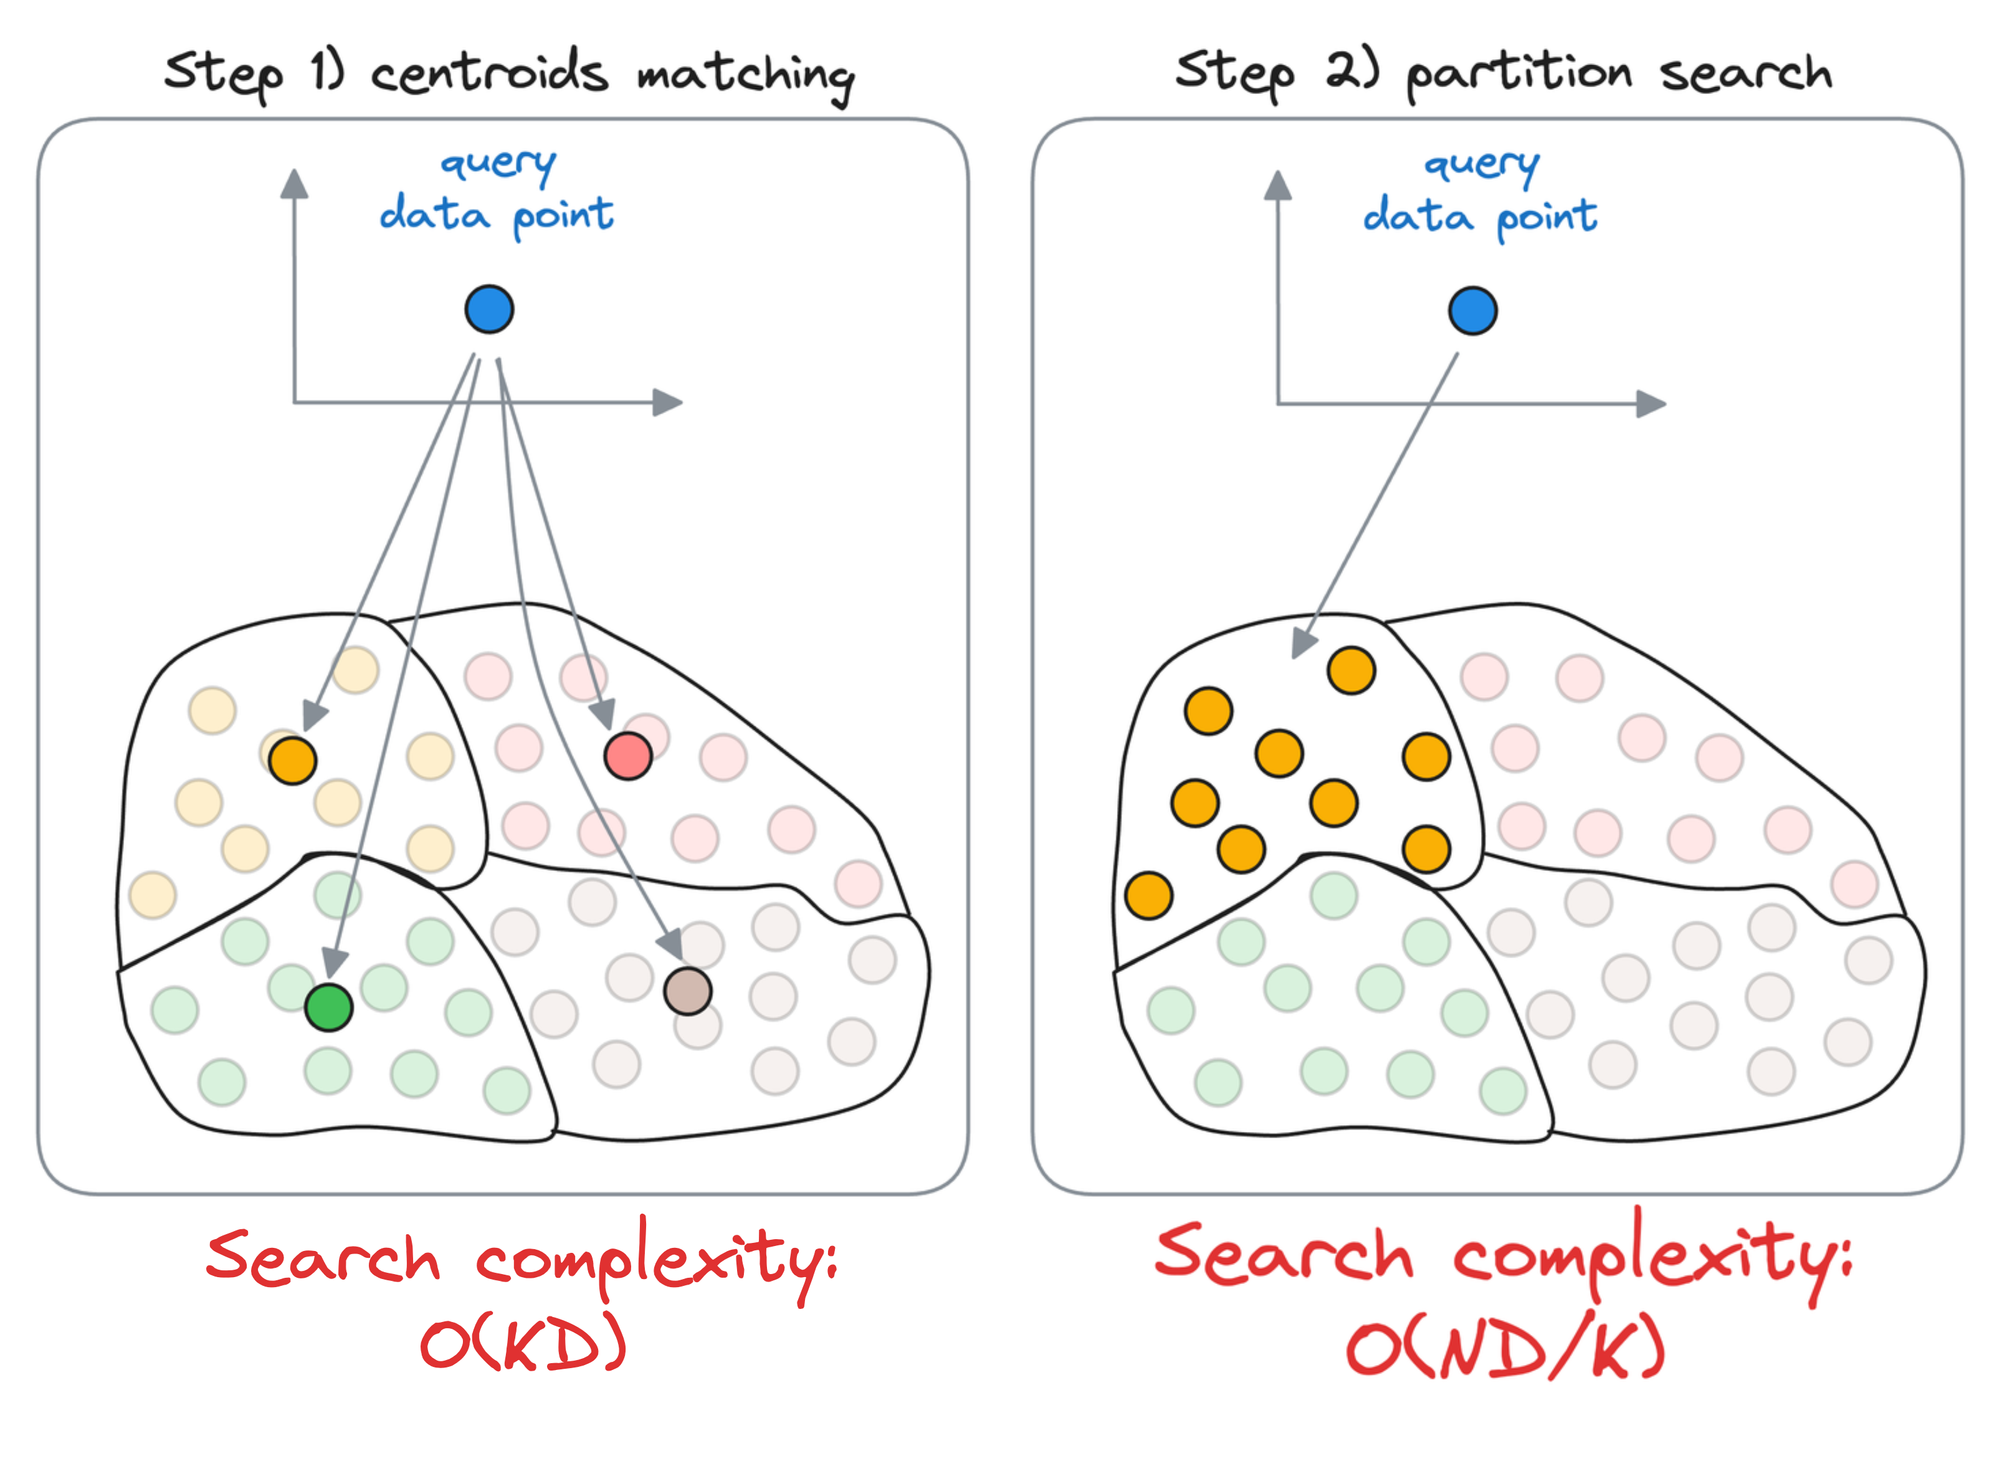 Step 1) centroids matching
query
data point
Search complexity:
O(KD)
Step 2) partition search
query
data point
Search complexity:
O(ND/K)